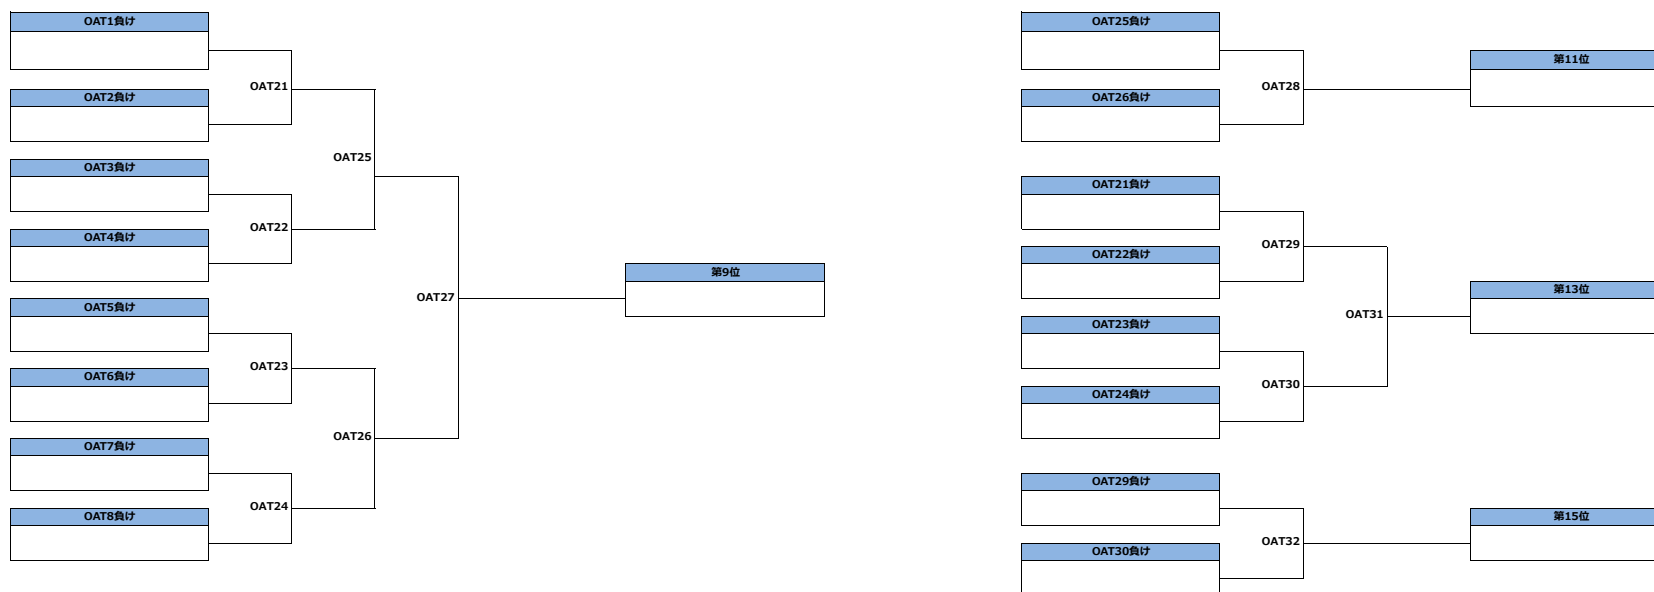 OAT1負け
OAT21
OAT2負け
OAT25
OAT3負け
OAT22
OAT4負け
OAT27
第9位
OAT5負け
OAT23
OAT6負け
OAT26
OAT7負け
OAT24
OAT8負け
OAT25負け
第11位
OAT28
OAT26負け
OAT21負け
OAT29
OAT22負け
第13位
OAT31
OAT23負け
OAT30
OAT24負け
OAT29負け
第15位
OAT32
OAT30負け